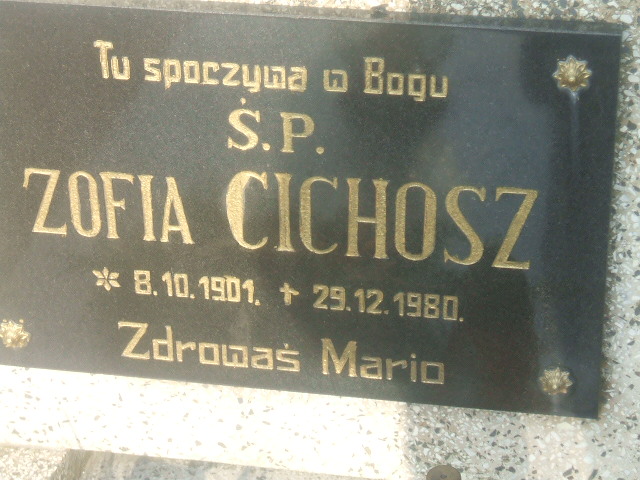 Tu spoczywa w Bogu
Ś.P.
ZOFIA CICHOSZ
* 8.10.1901. + 29.12.1980.
Zdrowaś Mario